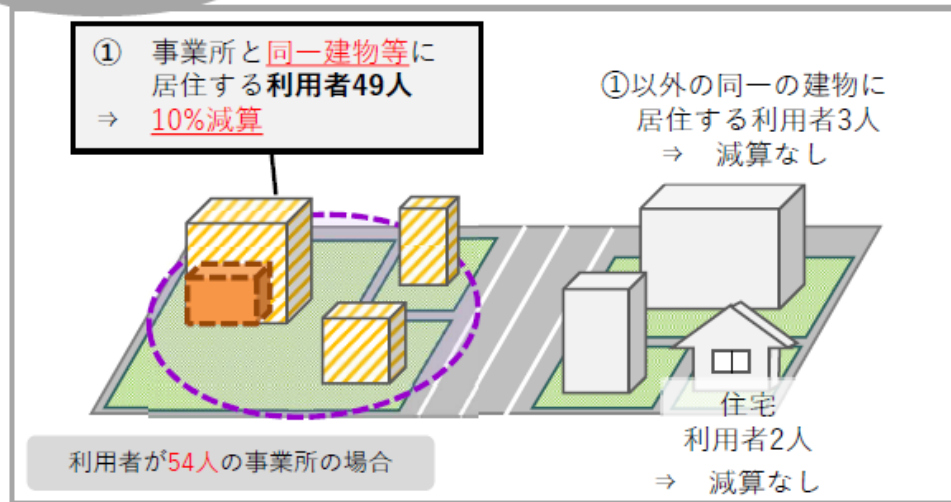 ① 事業所と同一建物等に
居住する利用者49人
⇒ 10%減算
①以外の同一の建物に
居住する利用者3人
⇒ 減算なし
住宅
利用者2人
⇒ 減算なし
利用者が54人の事業所の場合